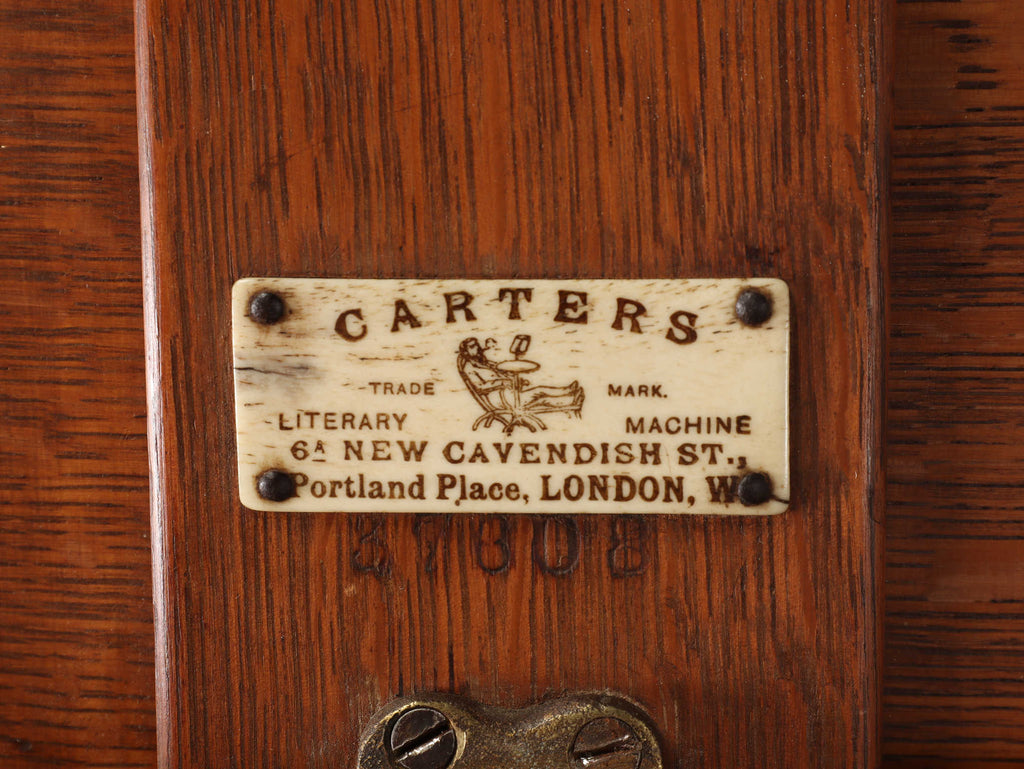 CARTERS
TRADE MARK.
LITERARY MACHINE
6A NEW CAVENDISH ST.,
Portland Place, LONDON, W